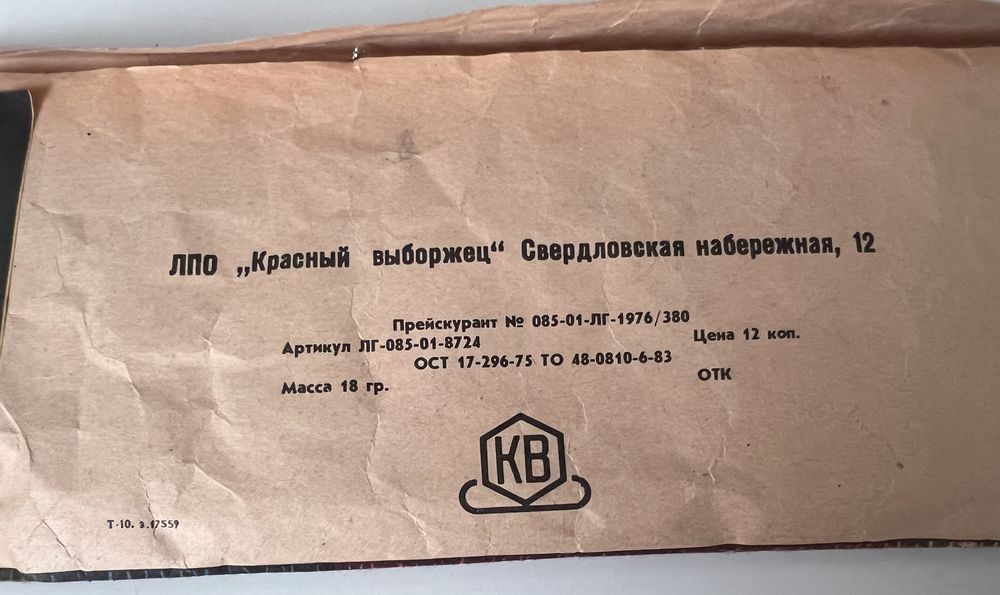 ЛПО „Красный выборжец“ Свердловская набережная, 12
Прейскурант № 085-01-ЛГ-1976/380
Артикул ЛГ-085-01-8724 Цена 12 коп.
ОСТ 17-296-75 ТО 48-0810-6-83
Масса 18 гр. ОТК
КВ
Т-10. з.17559